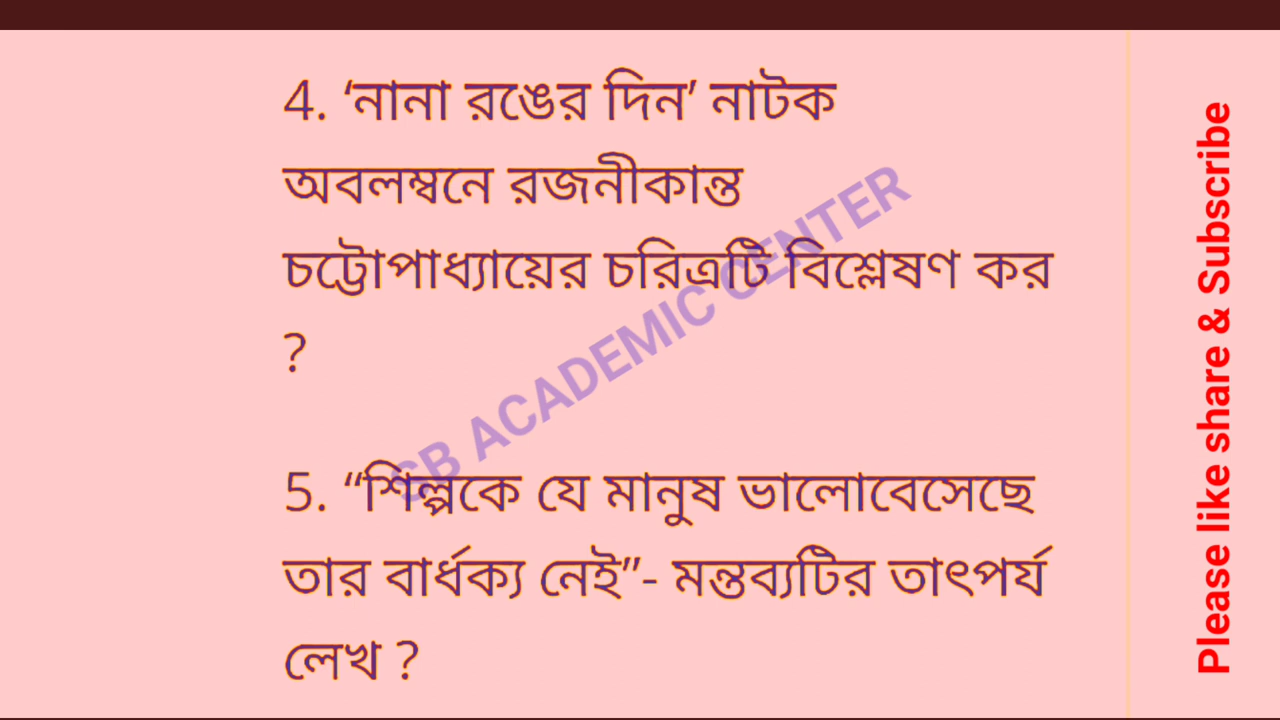 4. ‘নানা রঙের দিন’ নাটক
অবলম্বনে রজনীকান্ত
চট্টোপাধ্যায়ের চরিত্রটি বিশ্লেষণ কর
?
5. “শিল্পকে যে মানুষ ভালোবেসেছে
তার বার্ধক্য নেই”- মন্তব্যটির তাৎপর্য
লেখ ?
SB ACADEMIC CENTER
Please like share & Subscribe